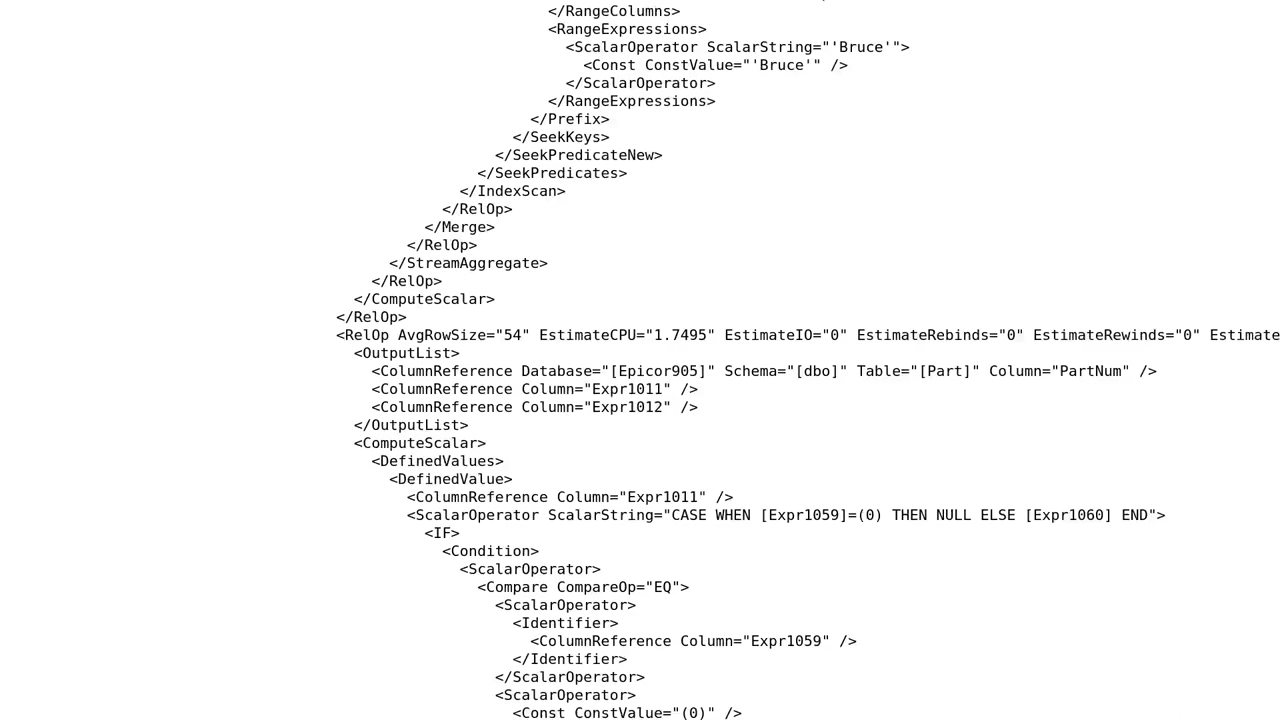 </RangeColumns>
<RangeExpressions>
<ScalarOperator ScalarString="'Bruce'">
<Const ConstValue="'Bruce'" />
</ScalarOperator>
</RangeExpressions>
</Prefix>
</SeekKeys>
</SeekPredicateNew>
</SeekPredicates>
</IndexScan>
</RelOp>
</Merge>
</RelOp>
</StreamAggregate>
</RelOp>
</ComputeScalar>
</RelOp>
<RelOp AvgRowSize="54" EstimateCPU="1.7495" EstimateIO="0" EstimateRebinds="0" EstimateRewinds="0" Estimate
<OutputList>
<ColumnReference Database="[Epicor905]" Schema="[dbo]" Table="[Part]" Column="PartNum" />
<ColumnReference Column="Expr1011" />
<ColumnReference Column="Expr1012" />
</OutputList>
<ComputeScalar>
<DefinedValues>
<DefinedValue>
<ColumnReference Column="Expr1011" />
<ScalarOperator ScalarString="CASE WHEN [Expr1059]=(0) THEN NULL ELSE [Expr1060] END">
<IF>
<Condition>
<ScalarOperator>
<Compare CompareOp="EQ">
<ScalarOperator>
<Identifier>
<ColumnReference Column="Expr1059" />
</Identifier>
</ScalarOperator>
<ScalarOperator>
<Const ConstValue="(0)" />